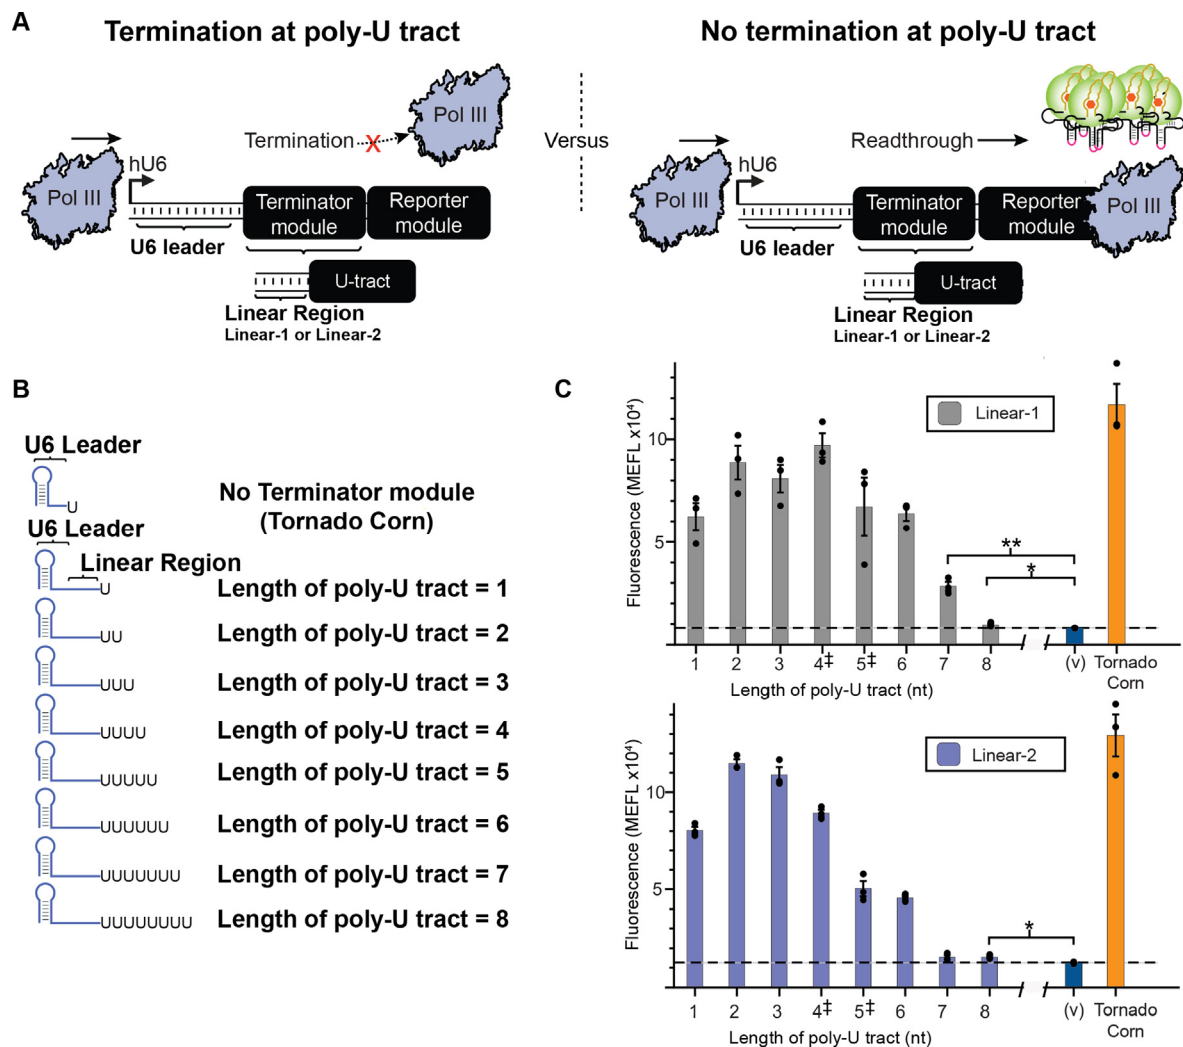 A
Termination at poly-U tract
No termination at poly-U tract
Pol III
Termination
X
Versus
Readthrough
Pol III
hU6
Terminator
module
Reporter
module
U6 leader
U-tract
Linear Region
Linear-1 or Linear-2
Pol III
hU6
Terminator
module
Reporter
module
Pol III
U6 leader
U-tract
Linear Region
Linear-1 or Linear-2
B
U6 Leader
U
No Terminator module
(Tornado Corn)
U6 Leader
Linear Region
U
Length of poly-U tract = 1
UU
Length of poly-U tract = 2
UUU
Length of poly-U tract = 3
UUUU
Length of poly-U tract = 4
UUUUU
Length of poly-U tract = 5
UUUUUU
Length of poly-U tract = 6
UUUUUUU
Length of poly-U tract = 7
UUUUUUUU
Length of poly-U tract = 8
C
Fluorescence (MEFL x10⁴)
10
5
Linear-1
**
*
1 2 3 4‡ 5‡ 6 7 8 (v) Tornado
Corn
Length of poly-U tract (nt)
Fluorescence (MEFL x10⁴)
10
5
Linear-2
*
1 2 3 4‡ 5‡ 6 7 8 (v) Tornado
Corn
Length of poly-U tract (nt)